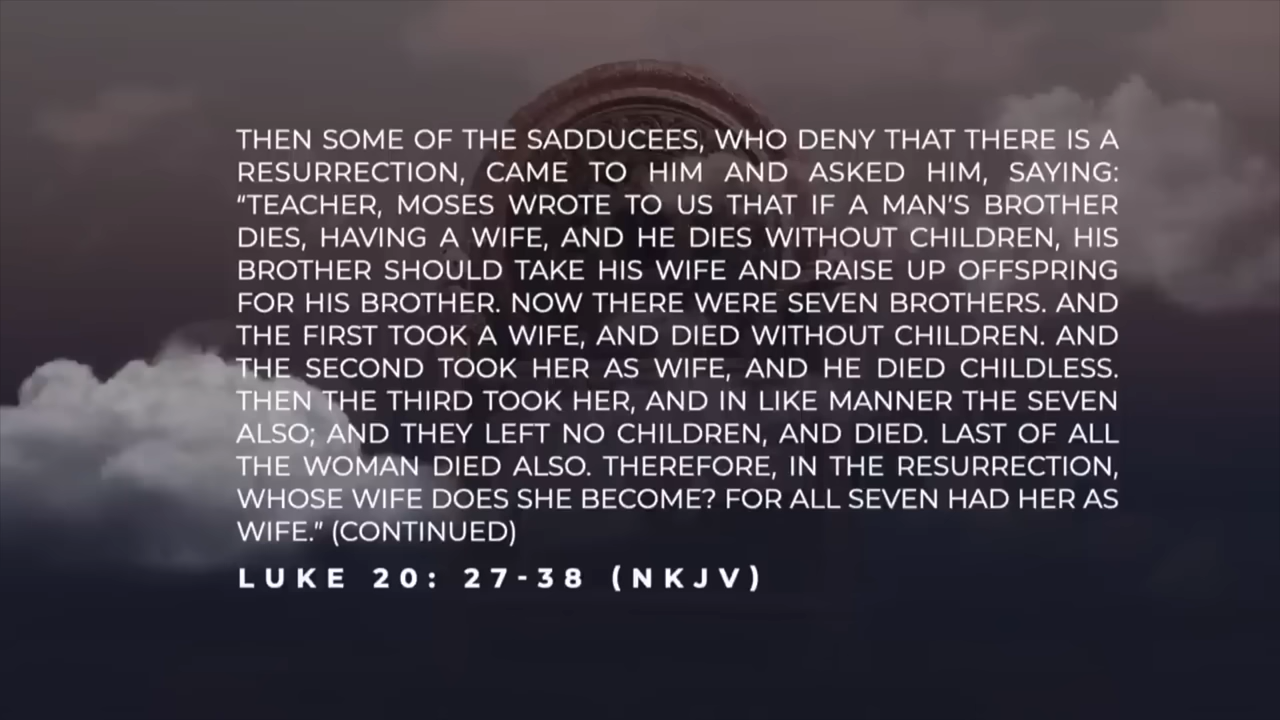 THEN SOME OF THE SADDUCEES, WHO DENY THAT THERE IS A
RESURRECTION, CAME TO HIM AND ASKED HIM, SAYING:
“TEACHER, MOSES WROTE TO US THAT IF A MAN’S BROTHER
DIES, HAVING A WIFE, AND HE DIES WITHOUT CHILDREN, HIS
BROTHER SHOULD TAKE HIS WIFE AND RAISE UP OFFSPRING
FOR HIS BROTHER. NOW THERE WERE SEVEN BROTHERS. AND
THE FIRST TOOK A WIFE, AND DIED WITHOUT CHILDREN. AND
THE SECOND TOOK HER AS WIFE, AND HE DIED CHILDLESS.
THEN THE THIRD TOOK HER, AND IN LIKE MANNER THE SEVEN
ALSO; AND THEY LEFT NO CHILDREN, AND DIED. LAST OF ALL
THE WOMAN DIED ALSO. THEREFORE, IN THE RESURRECTION,
WHOSE WIFE DOES SHE BECOME? FOR ALL SEVEN HAD HER AS
WIFE.” (CONTINUED)
LUKE 20: 27-38 (NKJV)